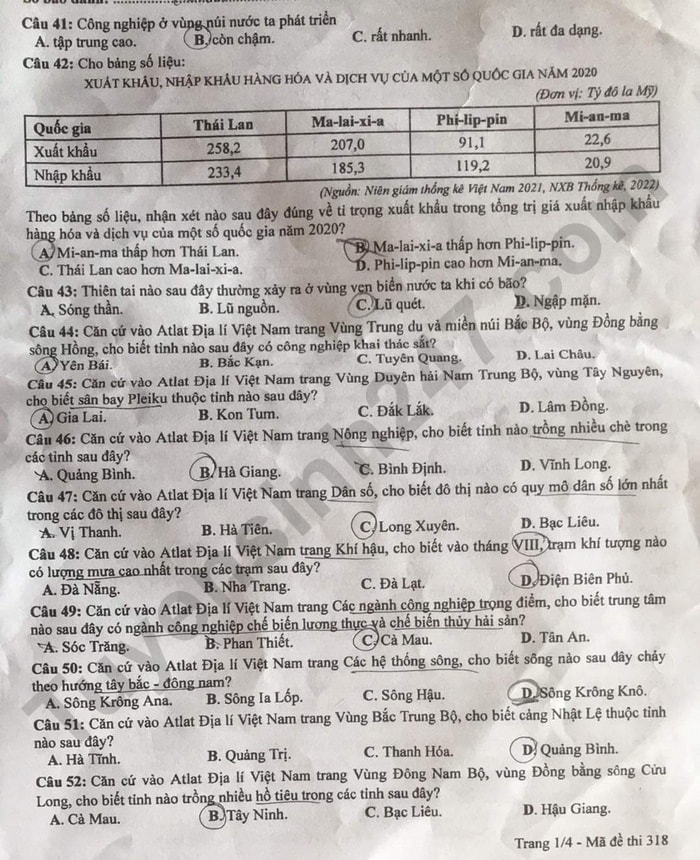 Câu 41: Công nghiệp ở vùng núi nước ta phát triển
A. tập trung cao. B. còn chậm. C. rất nhanh. D. rất đa dạng.
Câu 42: Cho bảng số liệu:
XUẤT KHẨU, NHẬP KHẨU HÀNG HÓA VÀ DỊCH VỤ CỦA MỘT SỐ QUỐC GIA NĂM 2020
(Đơn vị: Tỷ đô la Mỹ)
Quốc gia Thái Lan Ma-lai-xi-a Phi-lip-pin Mi-an-ma
Xuất khẩu 258,2 207,0 91,1 22,6
Nhập khẩu 233,4 185,3 119,2 20,9
(Nguồn: Niên giám thống kê Việt Nam 2021, NXB Thống kê, 2022)
Theo bảng số liệu, nhận xét nào sau đây đúng về tỉ trọng xuất khẩu trong tổng trị giá xuất nhập khẩu
hàng hóa và dịch vụ của một số quốc gia năm 2020?
A. Mi-an-ma thấp hơn Thái Lan. B. Ma-lai-xi-a thấp hơn Phi-lip-pin.
C. Thái Lan cao hơn Ma-lai-xi-a. D. Phi-lip-pin cao hơn Mi-an-ma.
Câu 43: Thiên tai nào sau đây thường xảy ra ở vùng ven biển nước ta khi có bão?
A. Sóng thần. B. Lũ nguồn. C. Lũ quét. D. Ngập mặn.
Câu 44: Căn cứ vào Atlat Địa lí Việt Nam trang Vùng Trung du và miền núi Bắc Bộ, vùng Đồng bằng
sông Hồng, cho biết tỉnh nào sau đây có công nghiệp khai thác sắt?
A. Yên Bái. B. Bắc Kạn. C. Tuyên Quang. D. Lai Châu.
Câu 45: Căn cứ vào Atlat Địa lí Việt Nam trang Vùng Duyên hải Nam Trung Bộ, vùng Tây Nguyên,
cho biết sân bay Pleiku thuộc tỉnh nào sau đây?
A. Gia Lai. B. Kon Tum. C. Đắk Lắk. D. Lâm Đồng.
Câu 46: Căn cứ vào Atlat Địa lí Việt Nam trang Nông nghiệp, cho biết tỉnh nào trồng nhiều chè trong
các tỉnh sau đây?
A. Quảng Bình. B. Hà Giang. C. Bình Định. D. Vĩnh Long.
Câu 47: Căn cứ vào Atlat Địa lí Việt Nam trang Dân số, cho biết đô thị nào có quy mô dân số lớn nhất
trong các đô thị sau đây?
A. Vị Thanh. B. Hà Tiên. C. Long Xuyên. D. Bạc Liêu.
Câu 48: Căn cứ vào Atlat Địa lí Việt Nam trang Khí hậu, cho biết vào tháng VIII, trạm khí tượng nào
có lượng mưa cao nhất trong các trạm sau đây?
A. Đà Nẵng. B. Nha Trang. C. Đà Lạt. D. Điện Biên Phủ.
Câu 49: Căn cứ vào Atlat Địa lí Việt Nam trang Các ngành công nghiệp trọng điểm, cho biết trung tâm
nào sau đây có ngành công nghiệp chế biến lương thực và chế biến thủy hải sản?
A. Sóc Trăng. B. Phan Thiết. C. Cà Mau. D. Tân An.
Câu 50: Căn cứ vào Atlat Địa lí Việt Nam trang Các hệ thống sông, cho biết sông nào sau đây chảy
theo hướng tây bắc - đông nam?
A. Sông Krông Ana. B. Sông Ia Lốp. C. Sông Hậu. D. Sông Krông Knô.
Câu 51: Căn cứ vào Atlat Địa lí Việt Nam trang Vùng Bắc Trung Bộ, cho biết cảng Nhật Lệ thuộc tỉnh
nào sau đây?
A. Hà Tĩnh. B. Quảng Trị. C. Thanh Hóa. D. Quảng Bình.
Câu 52: Căn cứ vào Atlat Địa lí Việt Nam trang Vùng Đông Nam Bộ, vùng Đồng bằng sông Cửu
Long, cho biết tỉnh nào trồng nhiều hồ tiêu trong các tỉnh sau đây?
A. Cà Mau. B. Tây Ninh. C. Bạc Liêu. D. Hậu Giang.
Trang 1/4 - Mã đề thi 318
Tuyensinh247.com